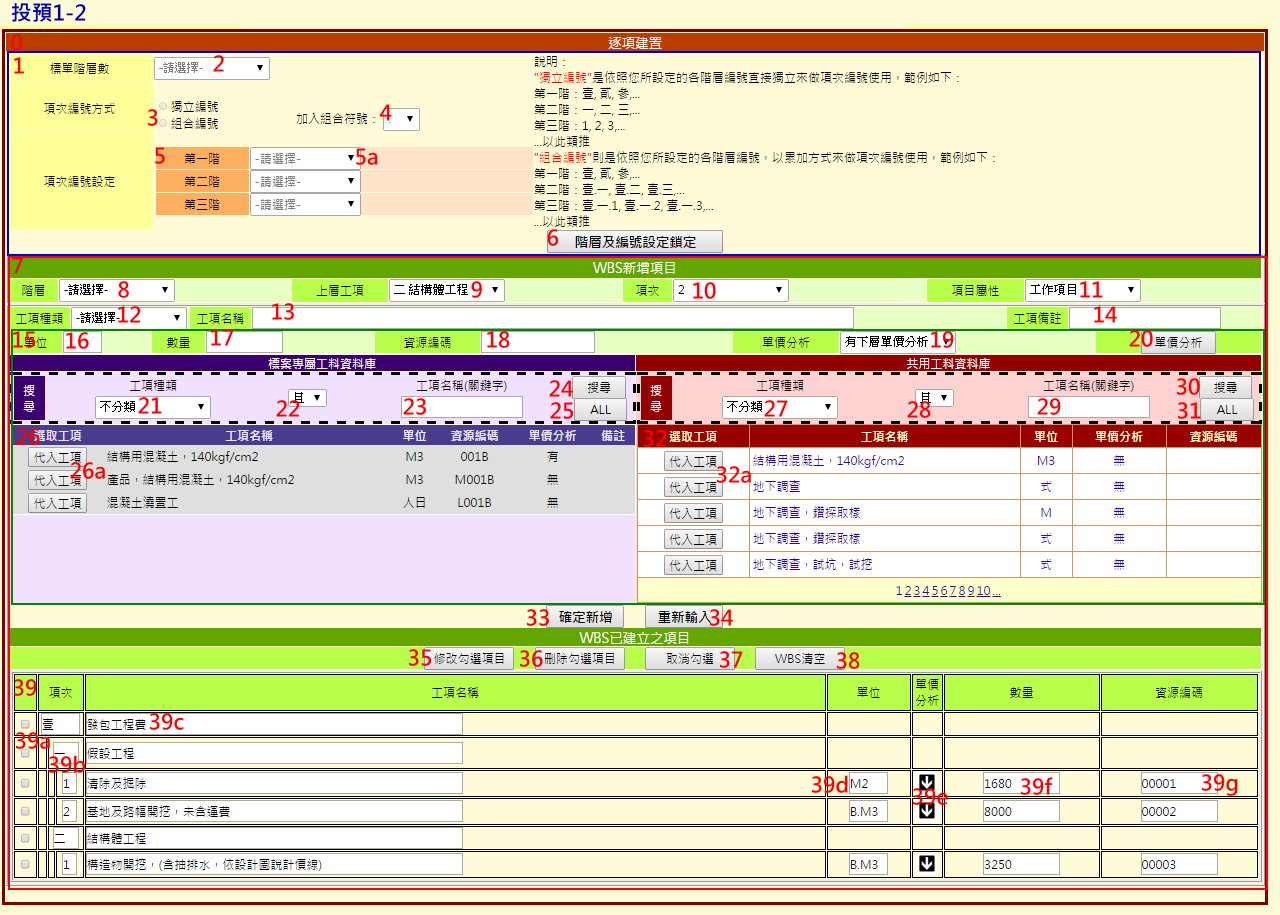 投預1-2
0 逐項建置
1 標單階層數 -請選擇- 2
項次編號方式 3 獨立編號
組合編號 加入組合符號： 4 .
項次編號設定
5 第一階 -請選擇- 5a
第二階 -請選擇-
第三階 -請選擇-
說明：
"獨立編號"是依照您所設定的各階層編號直接獨立來做項次編號使用，範例如下：
第一階：壹, 貳, 參,...
第二階：一, 二, 三,...
第三階：1, 2, 3,...
...以此類推
"組合編號"則是依照您所設定的各階層編號，以累加方式來做項次編號使用，範例如下：
第一階：壹, 貳, 參,...
第二階：壹.一, 壹.二, 壹.三,...
第三階：壹.一.1, 壹.一.2, 壹.一.3,...
...以此類推
6 階層及編號設定鎖定
7 WBS新增項目
階層 -請選擇- 8 上層工項 二 結構體工程 9 項次 2 10 項目屬性 工作項目 11
工項種類 -請選擇- 12 工項名稱 13 工項備註 14
15 單位 16 數量 17 資源編碼 18 單價分析 有下層單價分析 19 20 單價分析
標案專屬工料資料庫
搜尋 工項種類 工項名稱(關鍵字) 24 搜尋
不分類 21 22 且 23 25 ALL
26 選取工項 工項名稱 單位 資源編碼 單價分析 備註
代入工項 結構用混凝土，140kgf/cm2 M3 001B 有
26a
代入工項 產品，結構用混凝土，140kgf/cm2 M3 M001B 無
代入工項 混凝土澆置工 人日 L001B 無
共用工料資料庫
搜尋 工項種類 工項名稱(關鍵字) 30 搜尋
不分類 27 28 且 29 31 ALL
32 選取工項 工項名稱 單位 單價分析 資源編碼
代入工項 結構用混凝土，140kgf/cm2 M3 無
32a
代入工項 地下調查 式 無
代入工項 地下調查，鑽探取樣 M 無
代入工項 地下調查，鑽探取樣 式 無
代入工項 地下調查，試坑，試挖 式 無
1 2 3 4 5 6 7 8 9 10 ...
33 確定新增 重新輸入 34
WBS已建立之項目
35 修改勾選項目 36 刪除勾選項目 取消勾選 37 WBS清空 38
39 項次 工項名稱 單位 單價分析 數量 資源編碼
壹 發包工程費 39c
39a
一 假設工程
39b
1 清除及掘除 39d M2 39e 1680 39f 00001 39g
2 基地及路幅開挖，未含運費 B.M3 8000 00002
二 結構體工程
1 構造物開挖，(含抽排水，依設計圖說計價線) B.M3 3250 00003